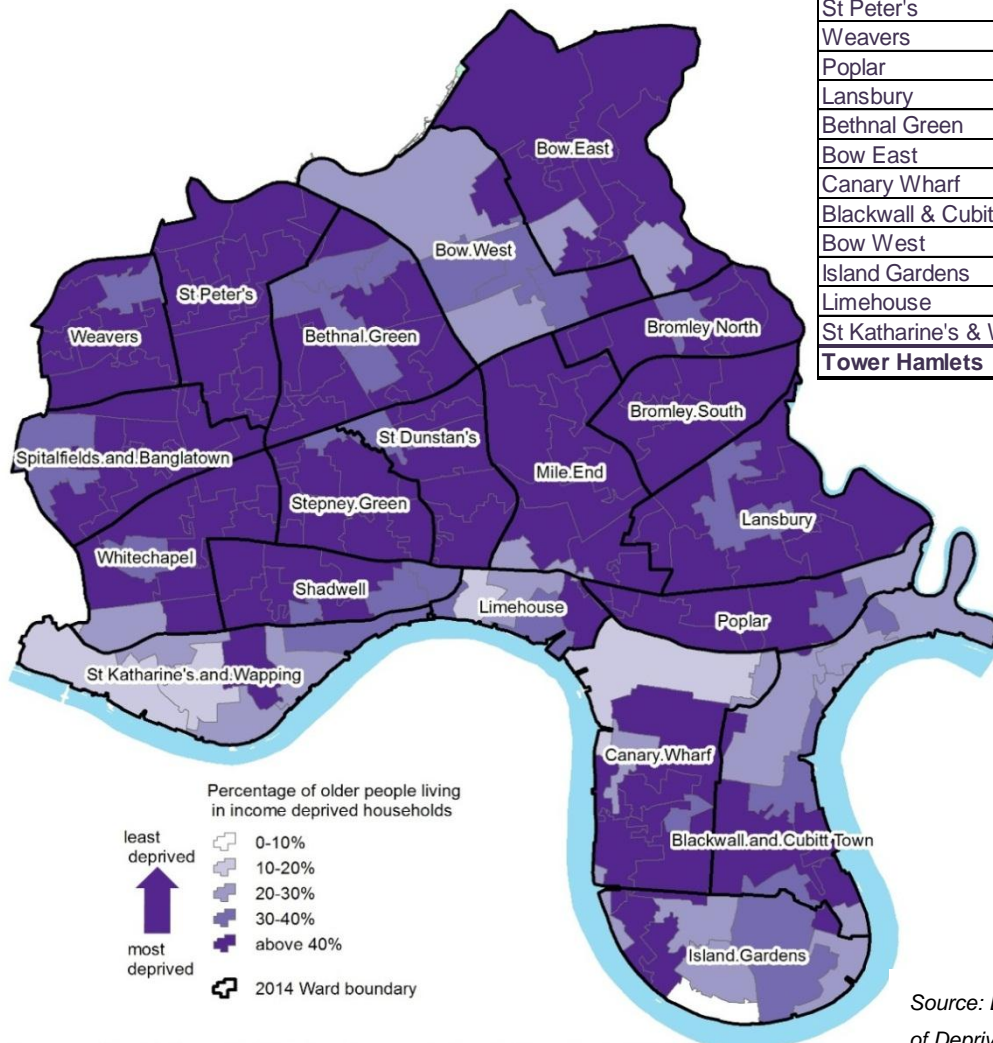 St Peter's
Weavers
Poplar
Lansbury
Bethnal Green
Bow East
Canary Wharf
Blackwall & Cubitt
Bow West
Island Gardens
Limehouse
St Katharine's &
Tower Hamlets
Bow.East
Bow.West
St Peter's
Weavers
Bethnal.Green
Bromley North
Bromley.South
St Dunstan's
Spitalfields.and.Banglatown
Mile.End
Stepney.Green
Lansbury
Whitechapel
Shadwell
Limehouse
Poplar
St Katharine's.and.Wapping
Canary.Wharf
Blackwall.and.Cubitt Town
Island.Gardens
Percentage of older people living
in income deprived households
least
deprived
most
deprived
0-10%
10-20%
20-30%
30-40%
above 40%
2014 Ward boundary
Source:
of